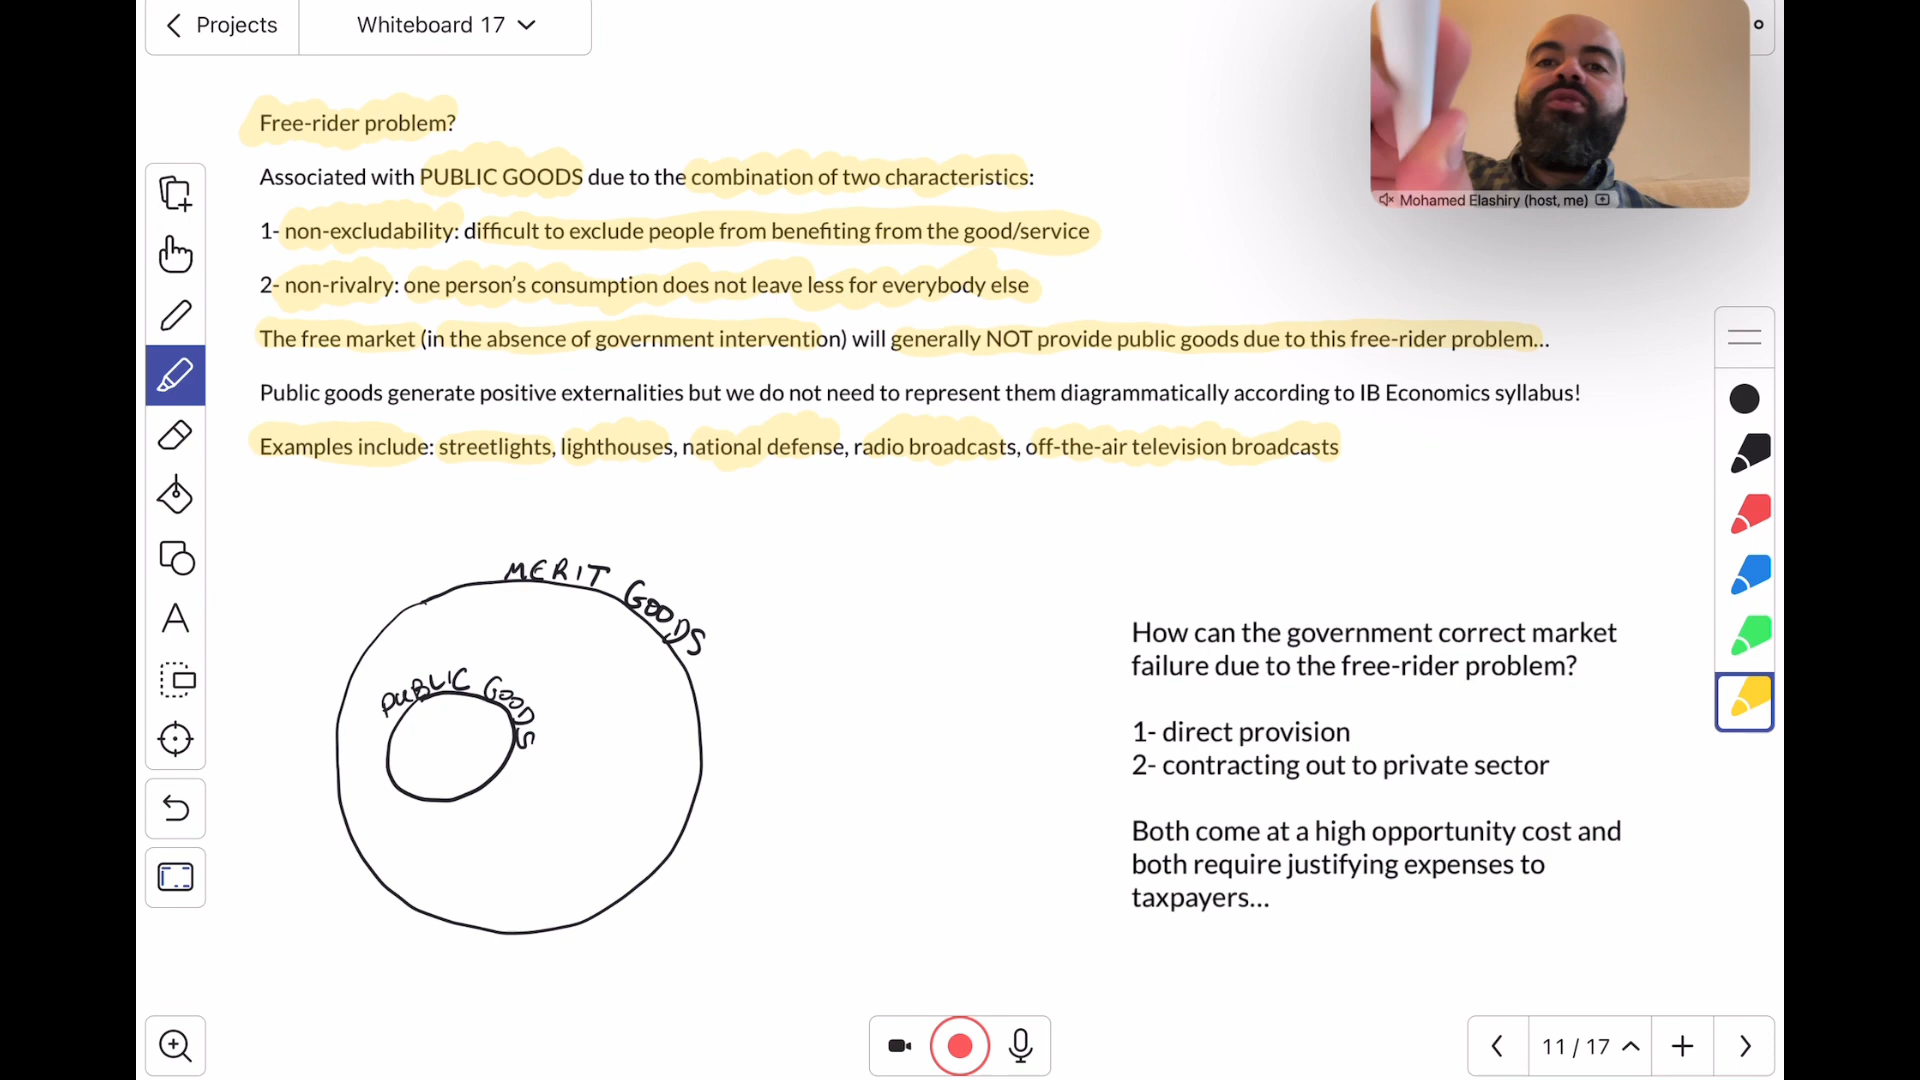 Projects
Whiteboard 17
Mohamed Elashiry (host, me)
Free-rider problem?
Associated with PUBLIC GOODS due to the combination of two characteristics:
1- non-excludability: difficult to exclude people from benefiting from the good/service
2- non-rivalry: one person's consumption does not leave less for everybody else
The free market (in the absence of government intervention) will generally NOT provide public goods due to this free-rider problem...
Public goods generate positive externalities but we do not need to represent them diagrammatically according to IB Economics syllabus!
Examples include: streetlights, lighthouses, national defense, radio broadcasts, off-the-air television broadcasts
MERIT GOODS
PUBLIC GOODS
How can the government correct market
failure due to the free-rider problem?
1- direct provision
2- contracting out to private sector
Both come at a high opportunity cost and
both require justifying expenses to
taxpayers...
11 / 17